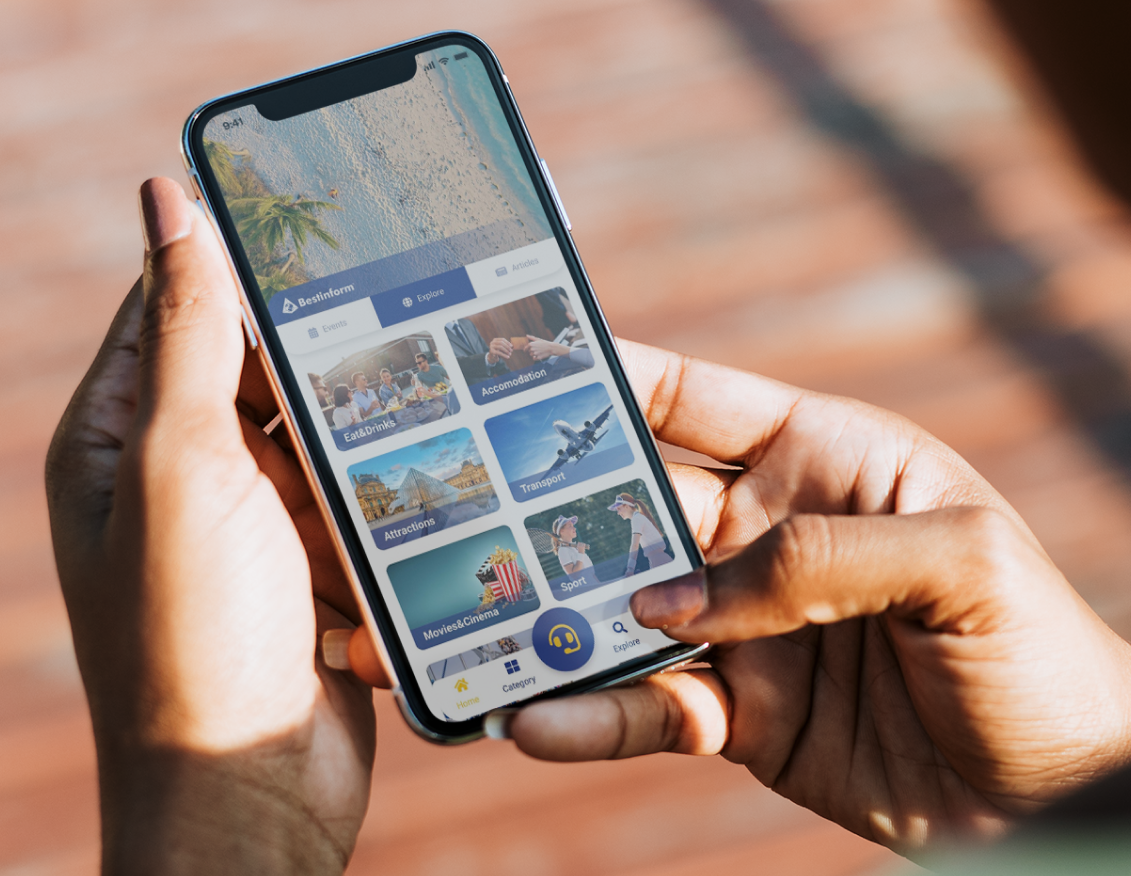 9:41
Bestinform
Events
Explore
Articles
Eat&Drinks
Accomodation
Attractions
Transport
Movies&Cinema
Sport
Home
Category
Explore